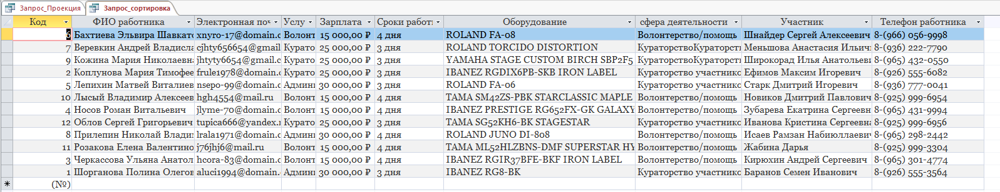 Запрос_Проекция Запрос_сортировка
Код ФИО работника Электронная поч Услу Зарплата Сроки работы Оборудование сфера деятельности Участник Телефон работника
6 Бахтиева Эльвира Шавкато xnyro-17@domain.c Волонт 15 000,00 ₽ 4 дня ROLAND FA-08 Волонтерство/помощь Шнайдер Сергей Алексеевич 8-(966) 056-9998
7 Веревкин Андрей Владисла cjhty656654@gmail Курато 25 000,00 ₽ 3 дня ROLAND TORCIDO DISTORTION КураторствоКураторст Меньшова Анастасия Ильич 8-(936) 222-7790
9 Кожина Мария Николаевна jhtyty6654@gmail.c Курато 25 000,00 ₽ 3 дня YAMAHA STAGE CUSTOM BIRCH SBP2F5 КураторствоКураторст Широкорад Илья Анатольев 8-(965) 432-0550
2 Коплунова Мария Тимофее frule1978@domain.c Курато 25 000,00 ₽ 3 дня IBANEZ RGDIX6PB-SKB IRON LABEL Кураторство участнико Ефимов Максим Игоревич 8-(926) 555-6082
5 Лепихин Матвей Виталиев nsepo-99@domain.c Админ 30 000,00 ₽ 3 дня ROLAND FA-06 Кураторство участнико Старк Дмитрий Игоревич 8-(936) 777-0041
10 Лысый Владимир Алексеев hgh4554@mail.ru Волонт 15 000,00 ₽ 4 дня TAMA SM42ZS-PBK STARCLASSIC MAPLE Волонтерство/помощь Новиков Дмитрий Павлович 8-(925) 999-6954
4 Носов Роман Витальевич jlyme-70@domain.c Волонт 15 000,00 ₽ 4 дня IBANEZ PRESTIGE RG652FX-GK GALAXY Волонтерство/помощь Зубарева Екатрина Сергеевн 8-(965) 431-9994
12 Облов Сергей Григорьевич tupica666@yandex.r Курато 25 000,00 ₽ 3 дня TAMA SG52KH6-BK STAGESTAR Кураторство участнико Иванова Кристина Сергеевна 8-(925) 999-6956
8 Прилепин Николай Владим lrala1971@domain.c Админ 30 000,00 ₽ 4 дня ROLAND JUNO DI-808 Волонтерство/помощь Исаев Рамзан Набиюллаевич 8-(965) 298-2442
11 Розакова Елена Валентино j76jhj6@mail.ru Волонт 15 000,00 ₽ 4 дня TAMA ML52HLZBNS-DMF SUPERSTAR HY Волонтерство/помощь Жабина Дарья 8-(925) 999-3304
3 Черкассова Ульяна Анатол hcora-83@domain.c Волонт 15 000,00 ₽ 4 дня IBANEZ RGIR37BFE-BKF IRON LABEL Волонтерство/помощь Кирюхин Андрей Сергеевич 8-(965) 301-4774
1 Шорганова Полина Олегов aluci1994@domain. Админ 30 000,00 ₽ 3 дня IBANEZ RG8-BK Кураторство участнико Баранов Семен Иванович 8-(926) 555-3564
(№)